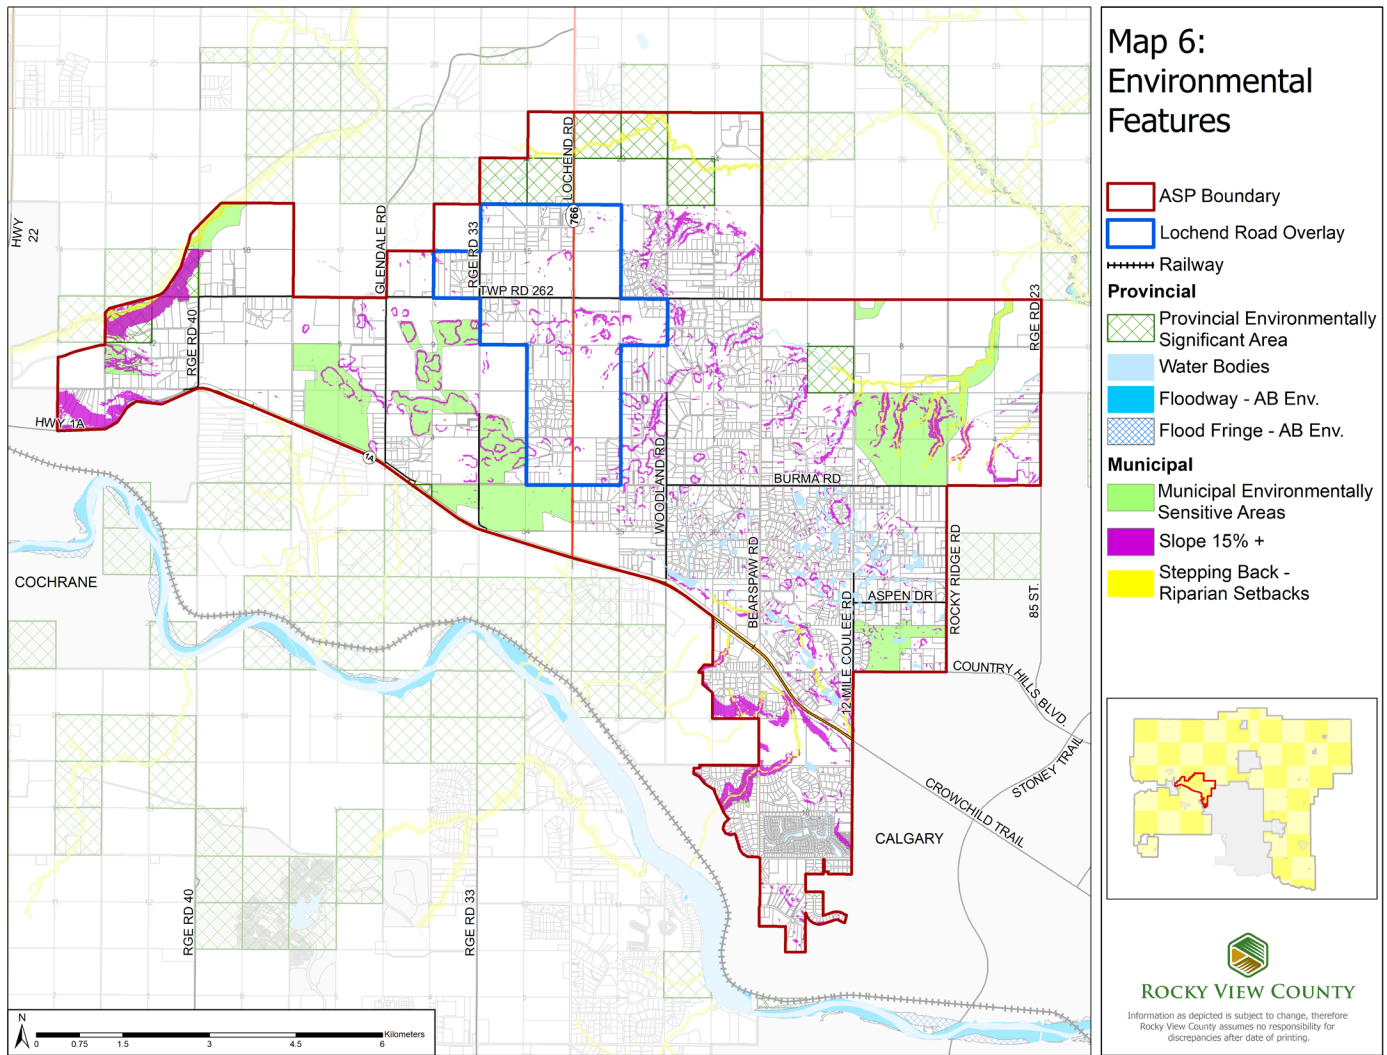 Map 6:
Environmental
Features
ASP Boundary
Lochend Road Overlay
Railway
Provincial
Provincial Environmentally
Significant Area
Water Bodies
Floodway - AB Env.
Flood Fringe - AB Env.
Municipal
Municipal Environmentally
Sensitive Areas
Slope 15% +
Stepping Back -
Riparian Setbacks
HWY
22
GLENDALE RD
RGE RD 33
LOCHEND RD
766
TWP RD 262
RGE RD 40
RGE RD 23
HWY 1A
1A
WOODLAND RD
BURMA RD
BEARSPAW RD
12 MILE COULEE RD
ASPEN DR
ROCKY RIDGE RD
85 ST.
COCHRANE
COUNTRY HILLS BLVD.
STONEY TRAIL
CROWCHILD TRAIL
CALGARY
RGE RD 40
RGE RD 33
N
0 0.75 1.5 3 4.5 6
Kilometers
ROCKY VIEW COUNTY
Information as depicted is subject to change, therefore
Rocky View County assumes no responsibility for
discrepancies after date of printing.